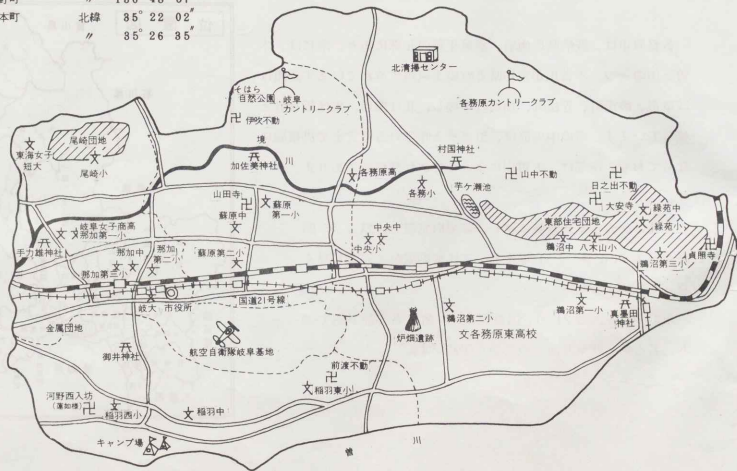 本町 北緯 35° 22′ 02″
〃 35° 26′ 35″
北清掃センター
そはら
自然公園
岐阜
カントリークラブ
各務原カントリークラブ
伊吹不動
尾崎団地
東海女子
短大
尾崎小
境
川
加佐美神社
村国神社
各務原高
各務小
芋ケ瀬池
山中不動
日之出不動
大安寺
緑苑中
緑苑小
東部住宅団地
鵜沼中
八木山小
鵜沼第三小
貞照寺
山田寺
蘇原中
蘇原
第一小
中央中
中央小
岐阜女子商高
那加第一小
手力雄神社
那加中
那加
第二小
蘇原第二小
那加第三小
岐大
市役所
国道21号線
金属団地
御井神社
航空自衛隊岐阜基地
炉畑遺跡
鵜沼第二小
文各務原東高校
鵜沼第一小
真墨田
神社
前渡不動
稲羽東小
河野西入坊
(蓮如様)
稲羽西小
稲羽中
キャンプ場
川